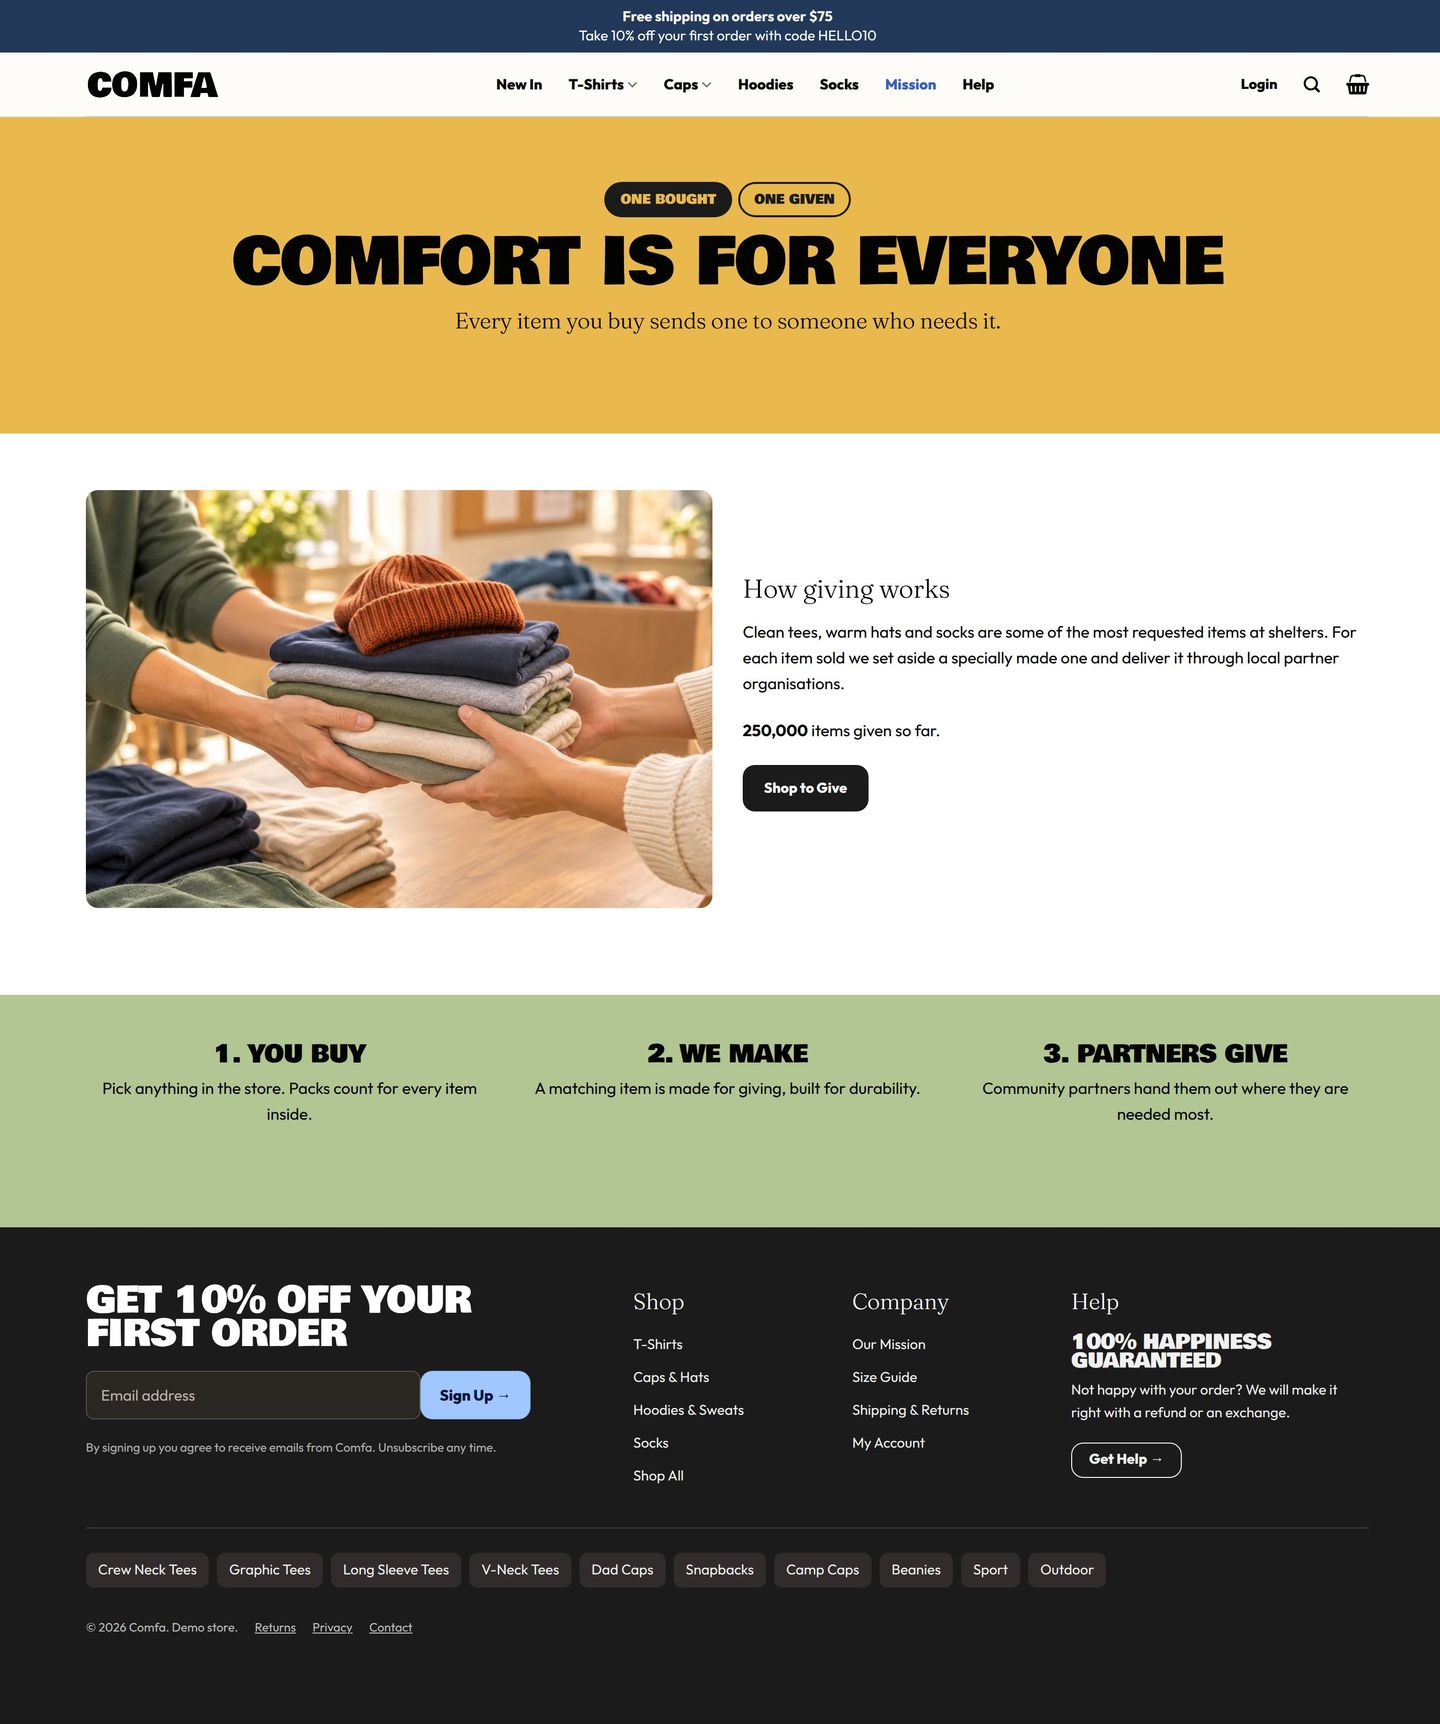 Free shipping on orders over $75
Take 10% off your first order with code HELLO10
COMFA
New In
T-Shirts
Caps
Hoodies
Socks
Mission
Help
Login
ONE BOUGHT
ONE GIVEN
COMFORT IS FOR EVERYONE
Every item you buy sends one to someone who needs it.
How giving works
Clean tees, warm hats and socks are some of the most requested items at shelters. For
each item sold we set aside a specially made one and deliver it through local partner
organisations.
250,000 items given so far.
Shop to Give
1. YOU BUY
Pick anything in the store. Packs count for every item
inside.
2. WE MAKE
A matching item is made for giving, built for durability.
3. PARTNERS GIVE
Community partners hand them out where they are
needed most.
GET 10% OFF YOUR
FIRST ORDER
Email address
Sign Up →
By signing up you agree to receive emails from Comfa. Unsubscribe any time.
Shop
T-Shirts
Caps & Hats
Hoodies & Sweats
Socks
Shop All
Company
Our Mission
Size Guide
Shipping & Returns
My Account
Help
100% HAPPINESS
GUARANTEED
Not happy with your order? We will make it
right with a refund or an exchange.
Get Help →
Crew Neck Tees
Graphic Tees
Long Sleeve Tees
V-Neck Tees
Dad Caps
Snapbacks
Camp Caps
Beanies
Sport
Outdoor
© 2026 Comfa. Demo store.
Returns
Privacy
Contact